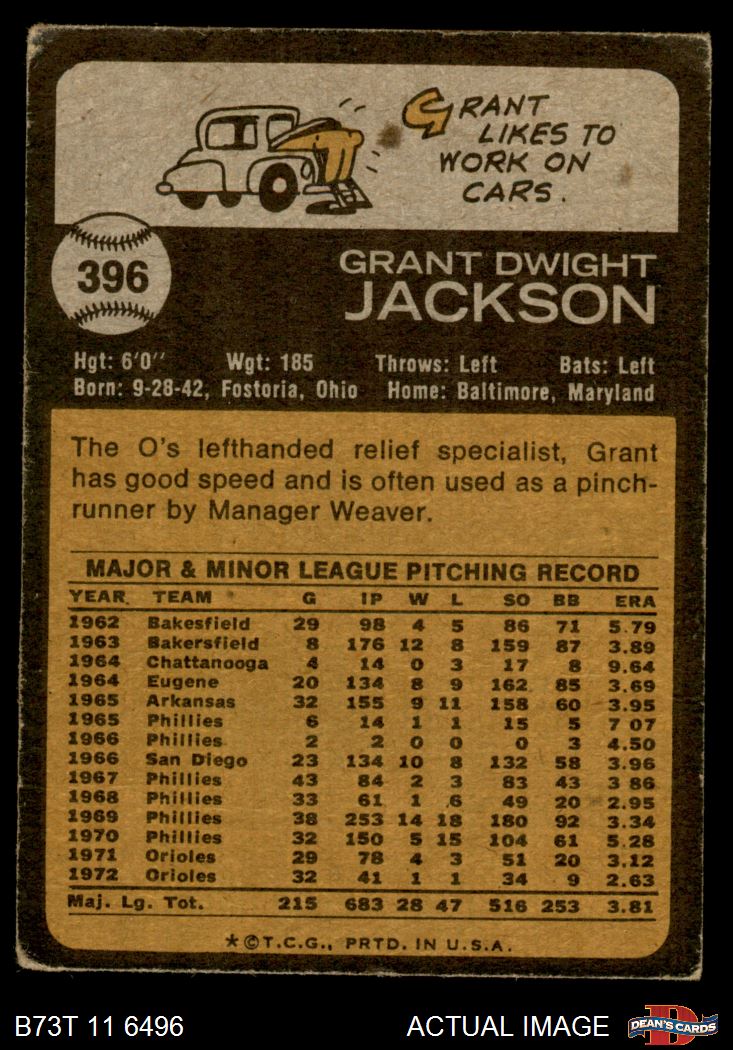 GRANT
LIKES TO
WORK ON
CARS.
396
GRANT DWIGHT
JACKSON
Hgt: 6'0" Wgt: 185 Throws: Left Bats: Left
Born: 9-28-42, Fostoria, Ohio Home: Baltimore, Maryland
The O's lefthanded relief specialist, Grant
has good speed and is often used as a pinch-
runner by Manager Weaver.
MAJOR & MINOR LEAGUE PITCHING RECORD
YEAR TEAM G IP W L SO BB ERA
1962 Bakesfield 29 98 4 5 86 71 5.79
1963 Bakersfield 8 176 12 8 159 87 3.89
1964 Chattanooga 4 14 0 3 17 8 9.64
1964 Eugene 20 134 8 9 162 85 3.69
1965 Arkansas 32 155 9 11 158 60 3.95
1965 Phillies 6 14 1 1 15 5 7 07
1966 Phillies 2 2 0 0 0 3 4.50
1966 San Diego 23 134 10 8 132 58 3.96
1967 Phillies 43 84 2 3 83 43 3 86
1968 Phillies 33 61 1 6 49 20 2.95
1969 Phillies 38 253 14 18 180 92 3.34
1970 Phillies 32 150 5 15 104 61 5.28
1971 Orioles 29 78 4 3 51 20 3.12
1972 Orioles 32 41 1 1 34 9 2.63
Maj. Lg. Tot. 215 683 28 47 516 253 3.81
*©T.C.G., PRTD. IN U.S.A.
B73T 11 6496 ACTUAL IMAGE
D
DEAN'S CARDS